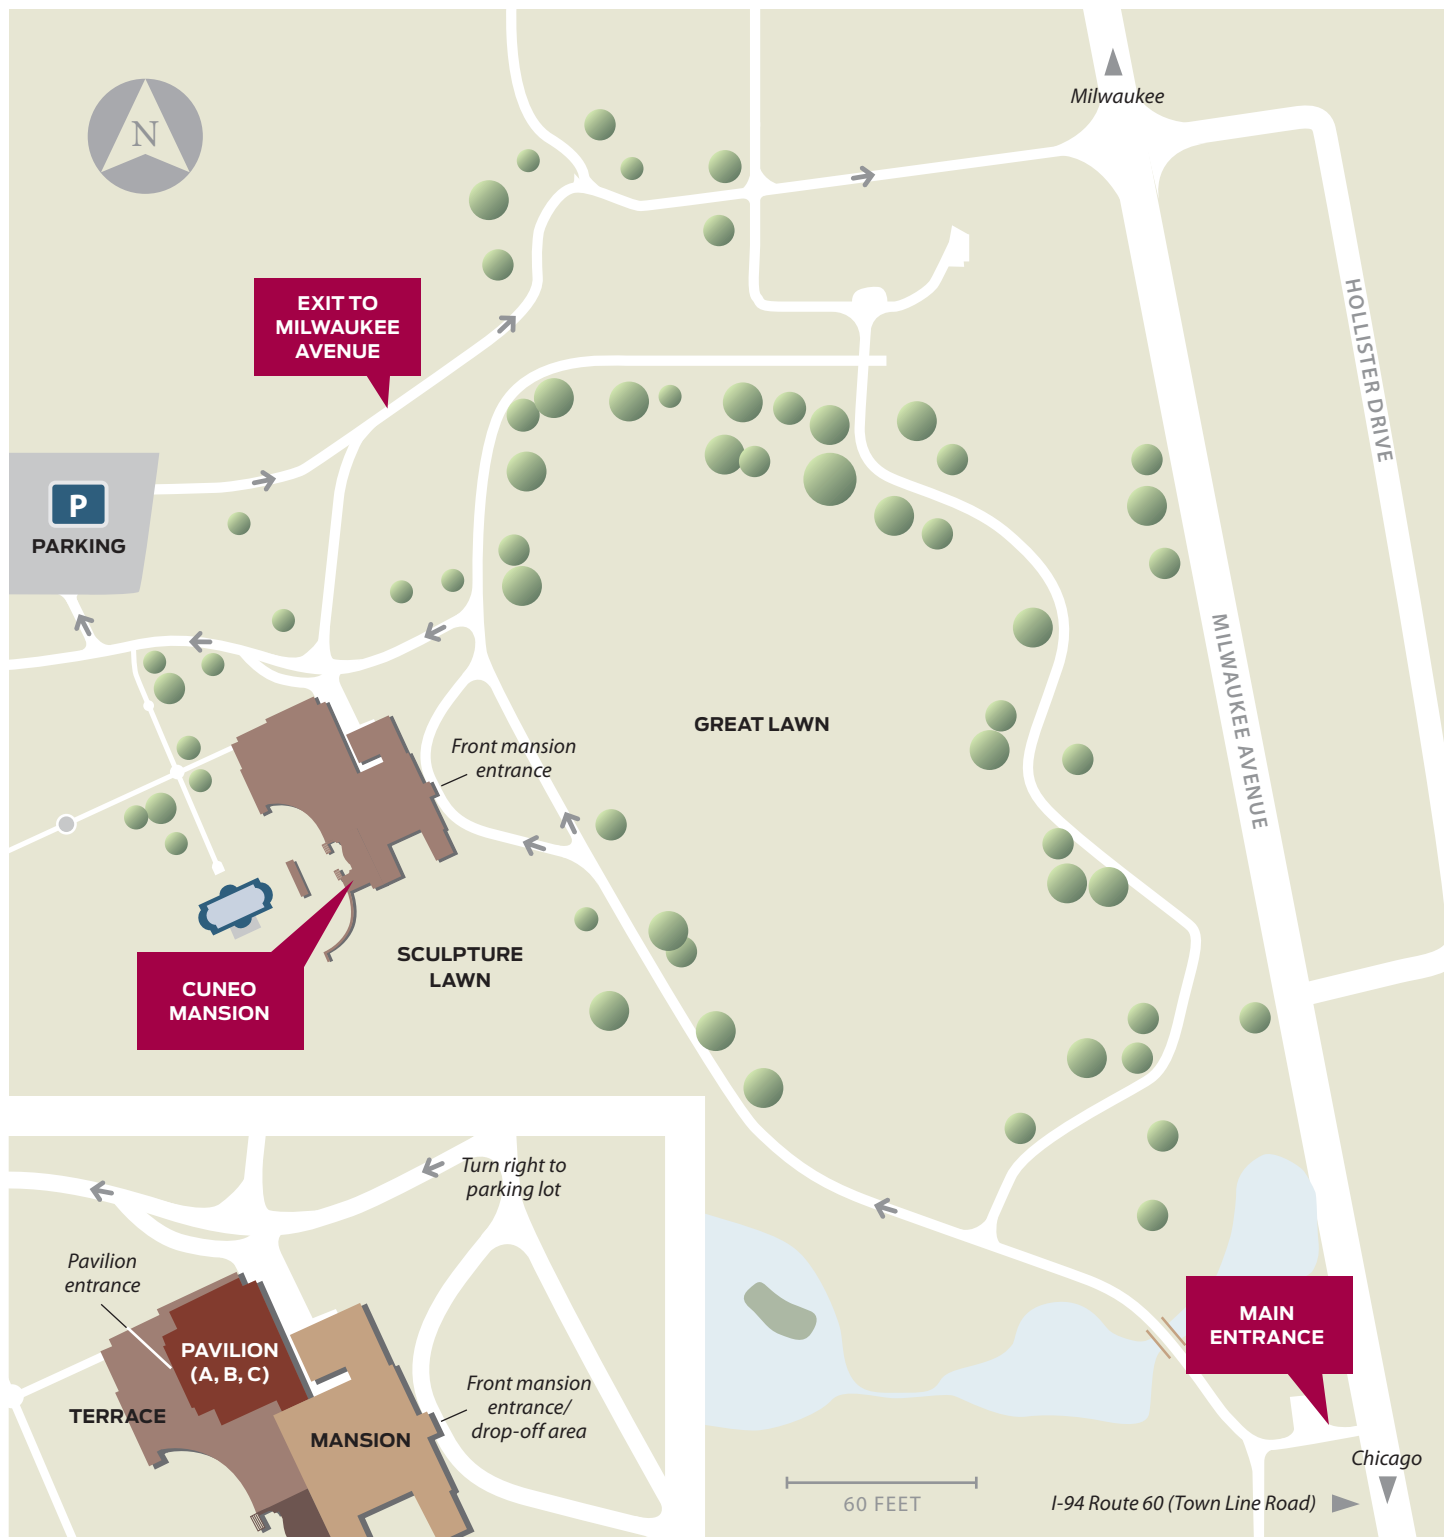 Milwaukee
N
EXIT TO
MILWAUKEE
AVENUE
HOLLISTER DRIVE
P
PARKING
MILWAUKEE AVENUE
GREAT LAWN
Front mansion
entrance
SCULPTURE
LAWN
CUNEO
MANSION
Turn right to
parking lot
Pavilion
entrance
PAVILION
(A, B, C)
TERRACE
MANSION
Front mansion
entrance/
drop-off area
MAIN
ENTRANCE
Chicago
60 FEET
I-94 Route 60 (Town Line Road)